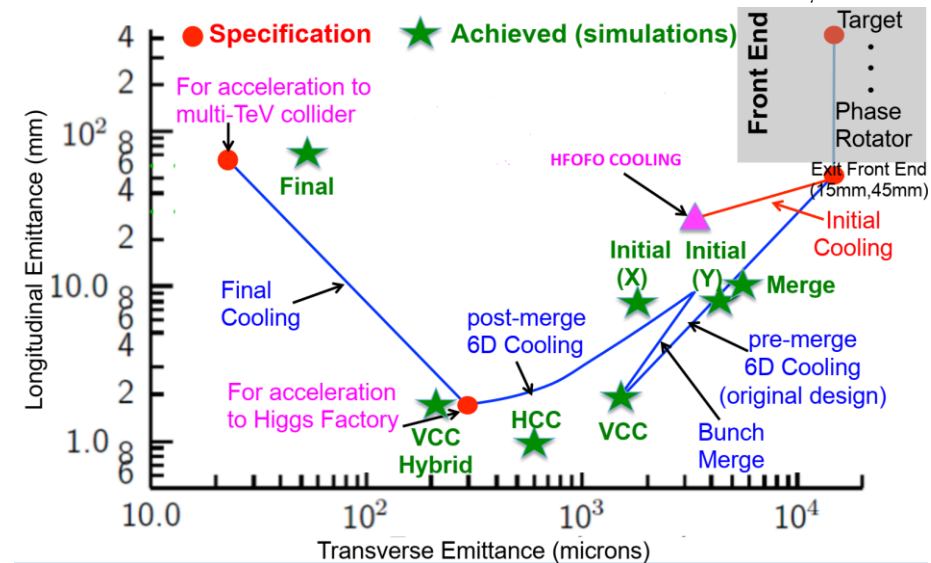 Specification
Achieved (simulations)
Front End
Target
Phase
Rotator
Exit Front End
(15mm,45mm)
For acceleration to
multi-TeV collider
Final
HFOFO COOLING
Initial
Cooling
Initial
(X)
Initial
(Y)
Merge
Final
Cooling
post-merge
6D Cooling
pre-merge
6D Cooling
(original design)
For acceleration
to Higgs Factory
VCC
Hybrid
HCC
VCC
Bunch
Merge
Longitudinal Emittance (mm)
4
2
10²
8
6
4
2
10.0
8
6
4
2
1.0
8
6
10.0
10²
10³
10⁴
Transverse Emittance (microns)